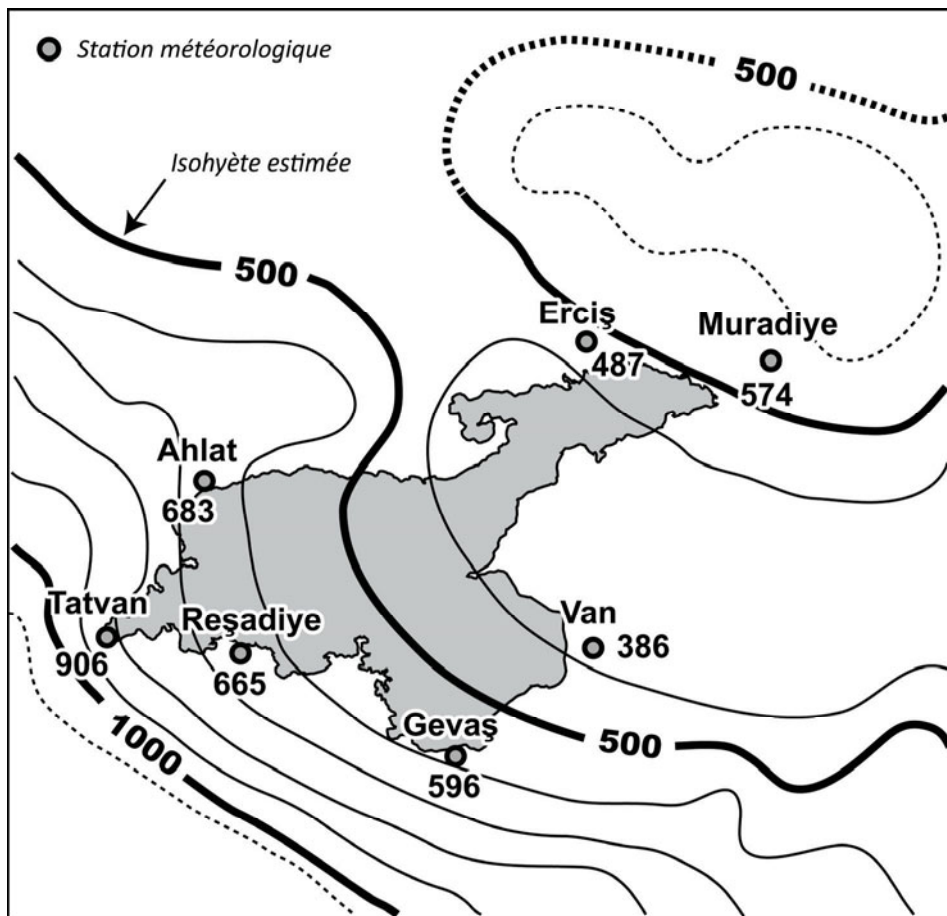 Station météorologique
500
Isohyète estimée
500
Erciş
Muradiye
487
574
Ahlat
683
Tatvan
Reşadiye
Van
386
906
665
Gevaş
500
1000
596